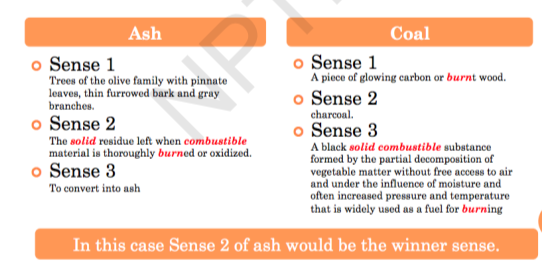 Ash
Sense 1
Trees of the olive family with pinnate
leaves, thin furrowed bark and gray
branches.
Sense 2
The solid residue left when combustible
material is thoroughly burned or oxidized.
Sense 3
To convert into ash
Coal
Sense 1
A piece of glowing carbon or burnt wood.
Sense 2
charcoal.
Sense 3
A black solid combustible substance
formed by the partial decomposition of
vegetable matter without free access to air
and under the influence of moisture and
often increased pressure and temperature
that is widely used as a fuel for burning
In this case Sense 2 of ash would be the winner sense.